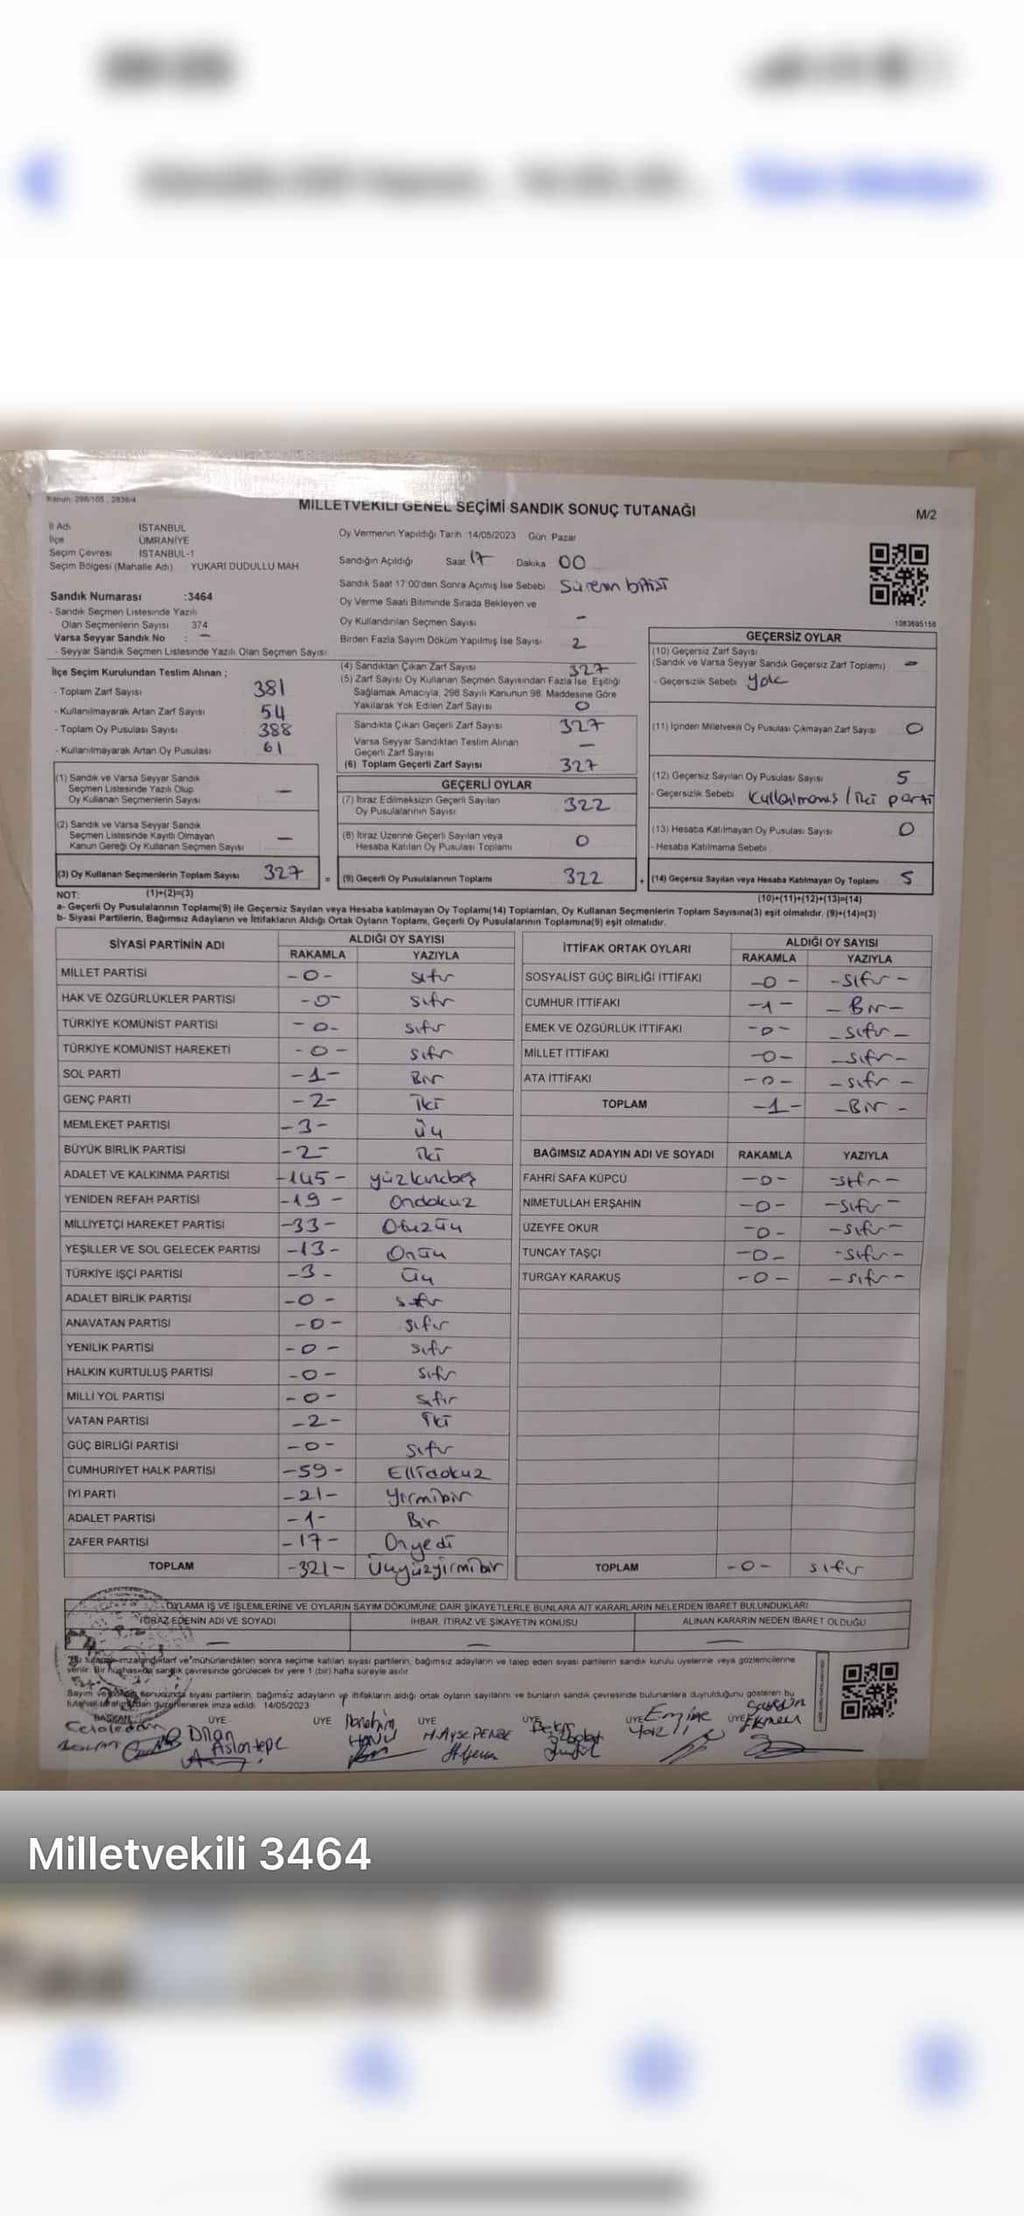 Kanun: 298/105 , 2839/4
MİLLETVEKİLİ GENEL SEÇİMİ SANDIK SONUÇ TUTANAĞI
M/2
İl Adı İSTANBUL
İlçe ÜMRANİYE
Seçim Çevresi İSTANBUL-1
Seçim Bölgesi (Mahalle Adı) YUKARI DUDULLU MAH.
Oy Vermenin Yapıldığı Tarih 14/05/2023 Gün Pazar
Sandığın Açıldığı Saat 17 Dakika 00
Sandık Saat 17:00'den Sonra Açımış İse Sebebi Sürenin bitişi
Oy Verme Saati Bitiminde Sırada Bekleyen ve
Oy Kullandırılan Seçmen Sayısı -
Birden Fazla Sayım Döküm Yapılmış İse Sayısı 2
1083695158
Sandık Numarası :3464
- Sandık Seçmen Listesinde Yazılı
Olan Seçmenlerin Sayısı 374
Varsa Seyyar Sandık No : -
- Seyyar Sandık Seçmen Listesinde Yazılı Olan Seçmen Sayısı:
İlçe Seçim Kurulundan Teslim Alınan ;
- Toplam Zarf Sayısı 381
- Kullanılmayarak Artan Zarf Sayısı 54
- Toplam Oy Pusulası Sayısı 388
- Kullanılmayarak Artan Oy Pusulası 61
(1) Sandık ve Varsa Seyyar Sandık
Seçmen Listesinde Yazılı Olup
Oy Kullanan Seçmenlerin Sayısı -
(2) Sandık ve Varsa Seyyar Sandık
Seçmen Listesinde Kayıtlı Olmayan
Kanun Gereği Oy Kullanan Seçmen Sayısı -
(3) Oy Kullanan Seçmenlerin Toplam Sayısı 327
(1)+(2)=(3)
(4) Sandıktan Çıkan Zarf Sayısı 327
(5) Zarf Sayısı Oy Kullanan Seçmen Sayısından Fazla İse, Eşitliği
Sağlamak Amacıyla, 298 Sayılı Kanunun 98. Maddesine Göre
Yakılarak Yok Edilen Zarf Sayısı 0
Sandıkta Çıkan Geçerli Zarf Sayısı 327
Varsa Seyyar Sandıktan Teslim Alınan
Geçerli Zarf Sayısı -
(6) Toplam Geçerli Zarf Sayısı 327
GEÇERLİ OYLAR
(7) İtiraz Edilmeksizin Geçerli Sayılan
Oy Pusulalarının Sayısı 322
(8) İtiraz Üzerine Geçerli Sayılan veya
Hesaba Katılan Oy Pusulası Toplamı 0
= (9) Geçerli Oy Pusulalarının Toplamı 322
GEÇERSİZ OYLAR
(10) Geçersiz Zarf Sayısı
(Sandık ve Varsa Seyyar Sandık Geçersiz Zarf Toplamı) -
- Geçersizlik Sebebi yok
(11) İçinden Milletvekili Oy Pusulası Çıkmayan Zarf Sayısı 0
(12) Geçersiz Sayılan Oy Pusulası Sayısı 5
- Geçersizlik Sebebi Kullanılmamış / İki parti
(13) Hesaba Katılmayan Oy Pusulası Sayısı 0
- Hesaba Katılmama Sebebi
+ (14) Geçersiz Sayılan veya Hesaba Katılmayan Oy Toplamı 5
(10)+(11)+(12)+(13)=(14)
NOT:
a- Geçerli Oy Pusulalarının Toplamı(9) ile Geçersiz Sayılan veya Hesaba katılmayan Oy Toplamı(14) Toplamları, Oy Kullanan Seçmenlerin Toplam Sayısına(3) eşit olmalıdır. (9)+(14)=(3)
b- Siyasi Partilerin, Bağımsız Adayların ve İttifakların Aldığı Ortak Oyların Toplamı, Geçerli Oy Pusulalarının Toplamına(9) eşit olmalıdır.
SİYASİ PARTİNİN ADI ALDIĞI OY SAYISI
RAKAMLA YAZIYLA
MİLLET PARTİSİ -0- sıfır
HAK VE ÖZGÜRLÜKLER PARTİSİ -0- sıfır
TÜRKİYE KOMÜNİST PARTİSİ -0- sıfır
TÜRKİYE KOMÜNİST HAREKETİ -0- sıfır
SOL PARTİ -1- Bir
GENÇ PARTİ -2- İki
MEMLEKET PARTİSİ -3- Üç
BÜYÜK BİRLİK PARTİSİ -2- İki
ADALET VE KALKINMA PARTİSİ -145- yüzkırkbeş
YENİDEN REFAH PARTİSİ -19- Ondokuz
MİLLİYETÇİ HAREKET PARTİSİ -33- Otuzüç
YEŞİLLER VE SOL GELECEK PARTİSİ -13- Onüç
TÜRKİYE İŞÇİ PARTİSİ -3- Üç
ADALET BİRLİK PARTİSİ -0- sıfır
ANAVATAN PARTİSİ -0- sıfır
YENİLİK PARTİSİ -0- sıfır
HALKIN KURTULUŞ PARTİSİ -0- sıfır
MİLLİ YOL PARTİSİ -0- sıfır
VATAN PARTİSİ -2- İki
GÜÇ BİRLİĞİ PARTİSİ -0- sıfır
CUMHURİYET HALK PARTİSİ -59- Ellidokuz
İYİ PARTİ -21- yirmibir
ADALET PARTİSİ -1- Bir
ZAFER PARTİSİ -17- Onyedi
TOPLAM -321- Üçyüzyirmibir
İTTİFAK ORTAK OYLARI ALDIĞI OY SAYISI
RAKAMLA YAZIYLA
SOSYALİST GÜÇ BİRLİĞİ İTTİFAKI -0- -sıfır-
CUMHUR İTTİFAKI -1- -Bir-
EMEK VE ÖZGÜRLÜK İTTİFAKI -0- -sıfır-
MİLLET İTTİFAKI -0- -sıfır-
ATA İTTİFAKI -0- -sıfır-
TOPLAM -1- -Bir-
BAĞIMSIZ ADAYIN ADI VE SOYADI RAKAMLA YAZIYLA
FAHRİ SAFA KÜPCÜ -0- -sıfır-
NİMETULLAH ERŞAHİN -0- -sıfır-
ÜZEYFE OKUR -0- -sıfır-
TUNCAY TAŞÇI -0- -sıfır-
TURGAY KARAKUŞ -0- -sıfır-
TOPLAM -0- sıfır
OYLAMA İŞ VE İŞLEMLERİNE VE OYLARIN SAYIM DÖKÜMÜNE DAİR ŞİKAYETLERLE BUNLARA AİT KARARLARIN NELERDEN İBARET BULUNDUKLARI
İTİRAZ EDENİN ADI VE SOYADI İHBAR, İTİRAZ VE ŞİKAYETİN KONUSU ALINAN KARARIN NEDEN İBARET OLDUĞU
- - -
Bu tutanak imzalandıktan ve mühürlendikten sonra seçime katılan siyasi partilerin, bağımsız adayların ve talep eden siyasi partilerin sandık kurulu üyelerine veya gözlemcilerine
verilir. Bir nüshası da sandık çevresinde görülecek bir yere 1 (bir) hafta süreyle asılır.
Sayım ve döküm sonucunda siyasi partilerin, bağımsız adayların ve ittifakların aldığı ortak oyların sayılarını ve bunların sandık çevresinde bulunanlara duyrulduğunu gösteren bu
tutanak tarafımızdan düzenlenerek imza edildi. 14/05/2023
BAŞKAN ÜYE ÜYE ÜYE ÜYE ÜYE ÜYE
Dilan Aslantepe
İbrahim
H.Ayşe PENBE
Bekir
Emine
Milletvekili 3464